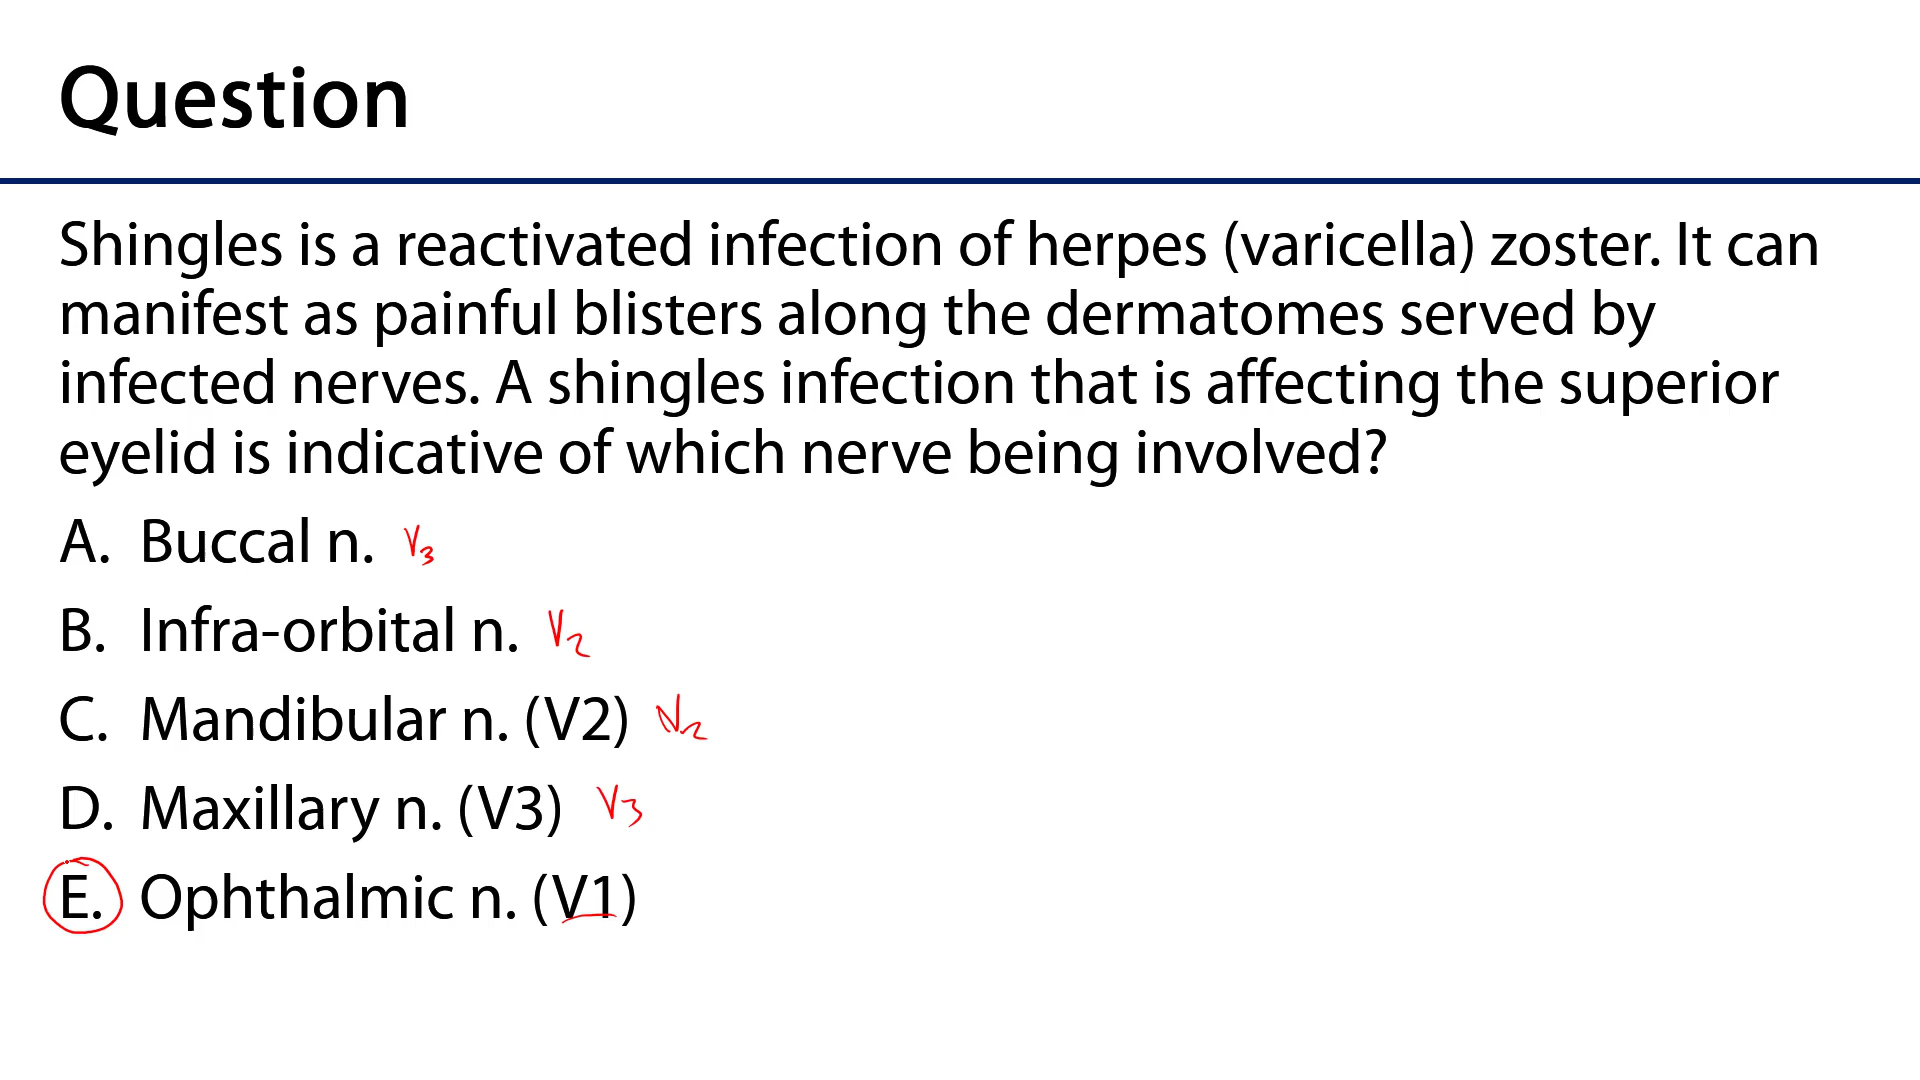 Question
Shingles is a reactivated infection of herpes (varicella) zoster. It can
manifest as painful blisters along the dermatomes served by
infected nerves. A shingles infection that is affecting the superior
eyelid is indicative of which nerve being involved?
A. Buccal n. V3
B. Infra-orbital n. V2
C. Mandibular n. (V2) V2
D. Maxillary n. (V3) V3
E. Ophthalmic n. (V1)